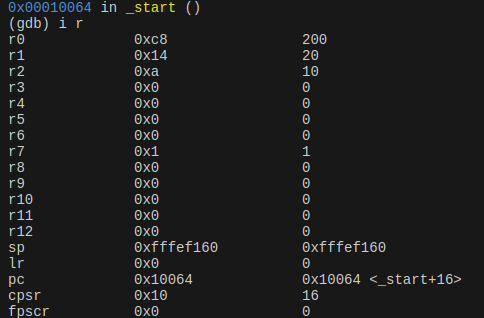 0x00010064 in _start ()
(gdb) i r
r0 0xc8 200
r1 0x14 20
r2 0xa 10
r3 0x0 0
r4 0x0 0
r5 0x0 0
r6 0x0 0
r7 0x1 1
r8 0x0 0
r9 0x0 0
r10 0x0 0
r11 0x0 0
r12 0x0 0
sp 0xfffef160 0xfffef160
lr 0x0 0
pc 0x10064 0x10064 <_start+16>
cpsr 0x10 16
fpscr 0x0 0